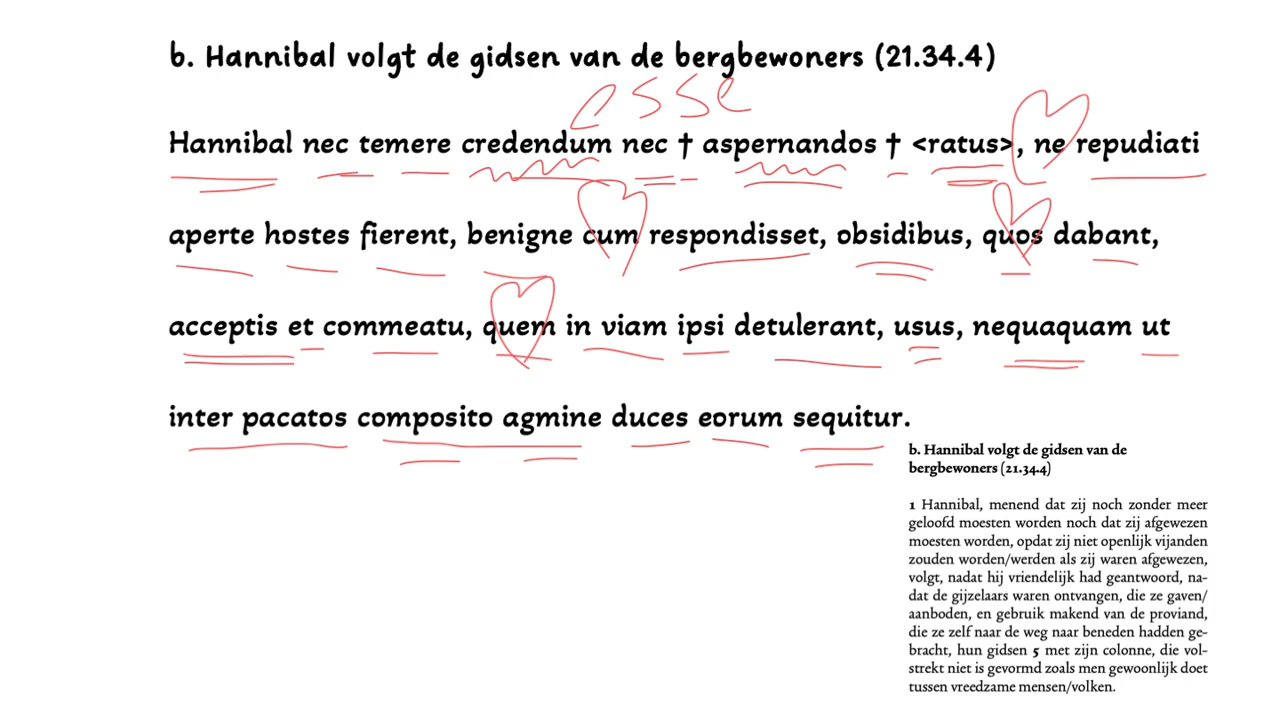 b. Hannibal volgt de gidsen van de bergbewoners (21.34.4)
esse
Hannibal nec temere credendum nec † aspernandos † <ratus>, ne repudiati
aperte hostes fierent, benigne cum respondisset, obsidibus, quos dabant,
acceptis et commeatu, quem in viam ipsi detulerant, usus, nequaquam ut
inter pacatos composito agmine duces eorum sequitur.
b. Hannibal volgt de gidsen van de
bergbewoners (21.34.4)
1 Hannibal, menend dat zij noch zonder meer
geloofd moesten worden noch dat zij afgewezen
moesten worden, opdat zij niet openlijk vijanden
zouden worden/werden als zij waren afgewezen,
volgt, nadat hij vriendelijk had geantwoord, na-
dat de gijzelaars waren ontvangen, die ze gaven/
aanboden, en gebruik makend van de proviand,
die ze zelf naar de weg naar beneden hadden ge-
bracht, hun gidsen 5 met zijn colonne, die vol-
strekt niet is gevormd zoals men gewoonlijk doet
tussen vreedzame mensen/volken.